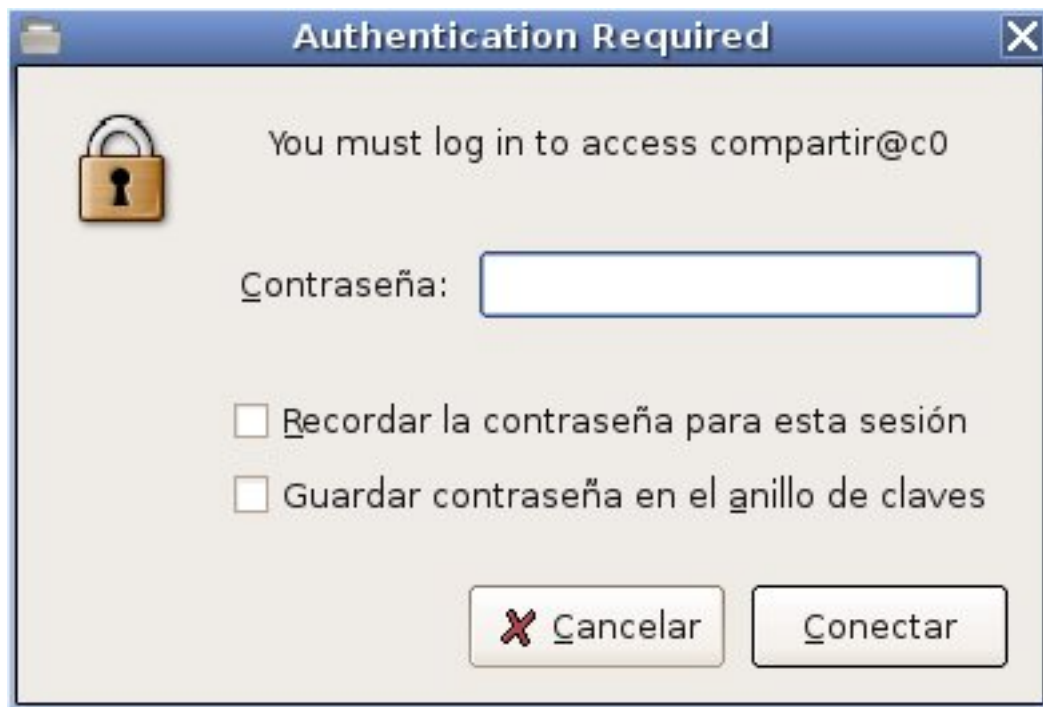 Authentication Required
You must log in to access compartir@c0
Contraseña:
Recordar la contraseña para esta sesión
Guardar contraseña en el anillo de claves
Cancelar
Conectar